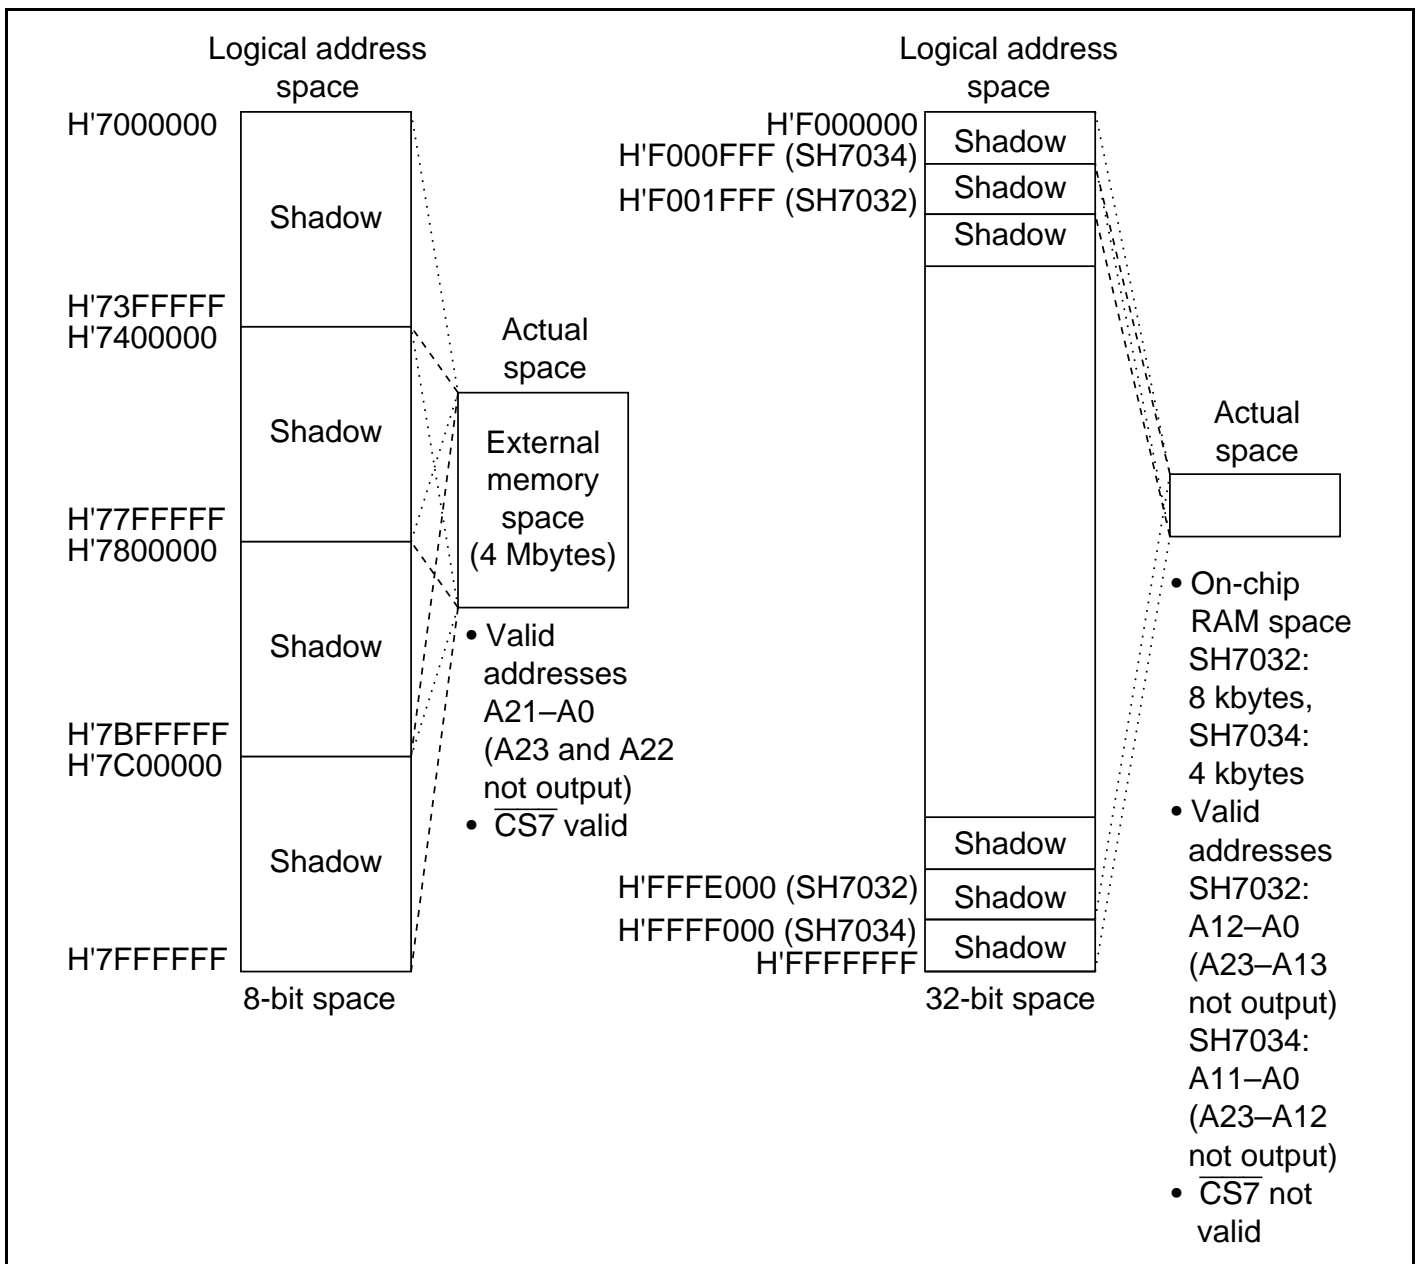 Logical address
space
H'7000000
Shadow
H'73FFFFF
H'7400000
Shadow
H'77FFFFF
H'7800000
Shadow
H'7BFFFFF
H'7C00000
Shadow
H'7FFFFFF
8-bit space
Actual
space
External
memory
space
(4 Mbytes)
• Valid
addresses
A21–A0
(A23 and A22
not output)
• C̅S̅7̅ valid
Logical address
space
H'F000000
Shadow
H'F000FFF (SH7034)
Shadow
H'F001FFF (SH7032)
Shadow
Shadow
H'FFFE000 (SH7032)
Shadow
H'FFFF000 (SH7034)
Shadow
H'FFFFFFF
32-bit space
Actual
space
• On-chip
RAM space
SH7032:
8 kbytes,
SH7034:
4 kbytes
• Valid
addresses
SH7032:
A12–A0
(A23–A13
not output)
SH7034:
A11–A0
(A23–A12
not output)
• C̅S̅7̅ not
valid